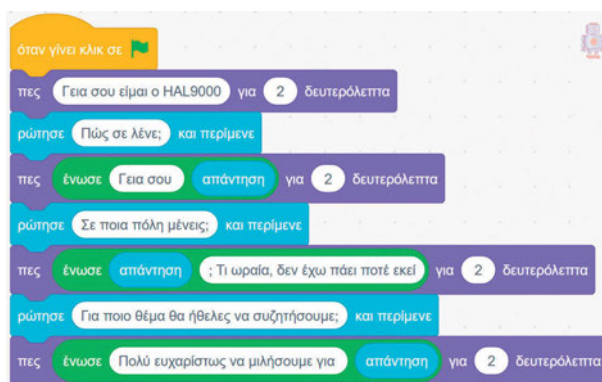 όταν γίνει κλικ σε
πες Γεια σου είμαι ο HAL9000 για 2 δευτερόλεπτα
ρώτησε Πώς σε λένε; και περίμενε
πες ένωσε Γεια σου απάντηση για 2 δευτερόλεπτα
ρώτησε Σε ποια πόλη μένεις; και περίμενε
πες ένωσε απάντηση ; Τι ωραία, δεν έχω πάει ποτέ εκεί για 2 δευτερόλεπτα
ρώτησε Για ποιο θέμα θα ήθελες να συζητήσουμε; και περίμενε
πες ένωσε Πολύ ευχαρίστως να μιλήσουμε για απάντηση για 2 δευτερόλεπτα